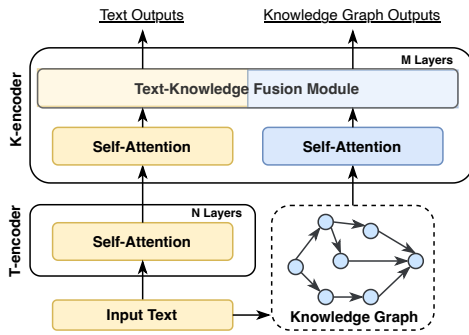 Text Outputs
Knowledge Graph Outputs
M Layers
Text-Knowledge Fusion Module
K-encoder
Self-Attention
Self-Attention
N Layers
T-encoder
Self-Attention
Input Text
Knowledge Graph